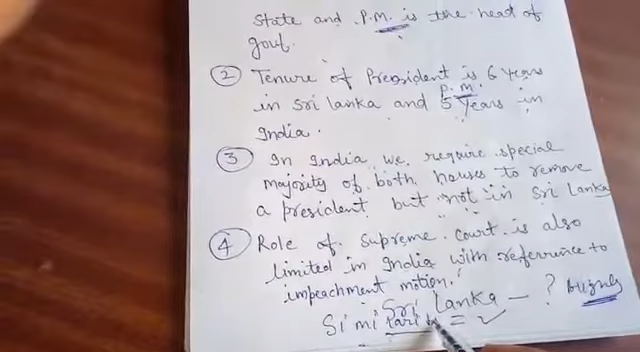 state and P.M. is the head of
gout.
② Tenure of President is 6 Years
in Sri lanka and P.M. 5 Years in
India.
③ In India, we require special
majority of both houses to remove
a president but not in Sri Lanka
④ Role of Supreme court is also
limited in India with reference to
impeachment motion.
Sri lanka - ?
Similarity = ✓